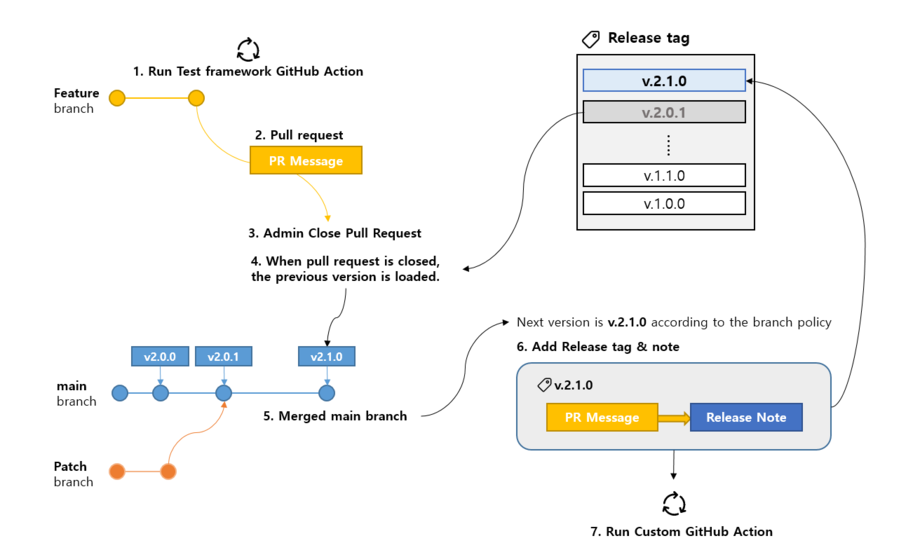 1. Run Test framework GitHub Action
Feature
branch
2. Pull request
PR Message
3. Admin Close Pull Request
4. When pull request is closed,
the previous version is loaded.
Release tag
v.2.1.0
v.2.0.1
v.1.1.0
v.1.0.0
v2.0.0
v2.0.1
v2.1.0
main
branch
5. Merged main branch
Patch
branch
Next version is v.2.1.0 according to the branch policy
6. Add Release tag & note
v.2.1.0
PR Message
Release Note
7. Run Custom GitHub Action